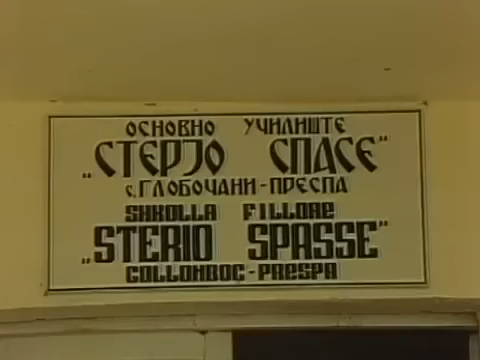 ОСНОВНО УЧИЛИШТЕ
„СТЕРЈО СПАСЕ"
С.ГЛОБОЧАНИ-ПРЕСПА
SHKOLLA FILLORE
„STERIO SPASSE"
GOLLOMBOC-PRESPA